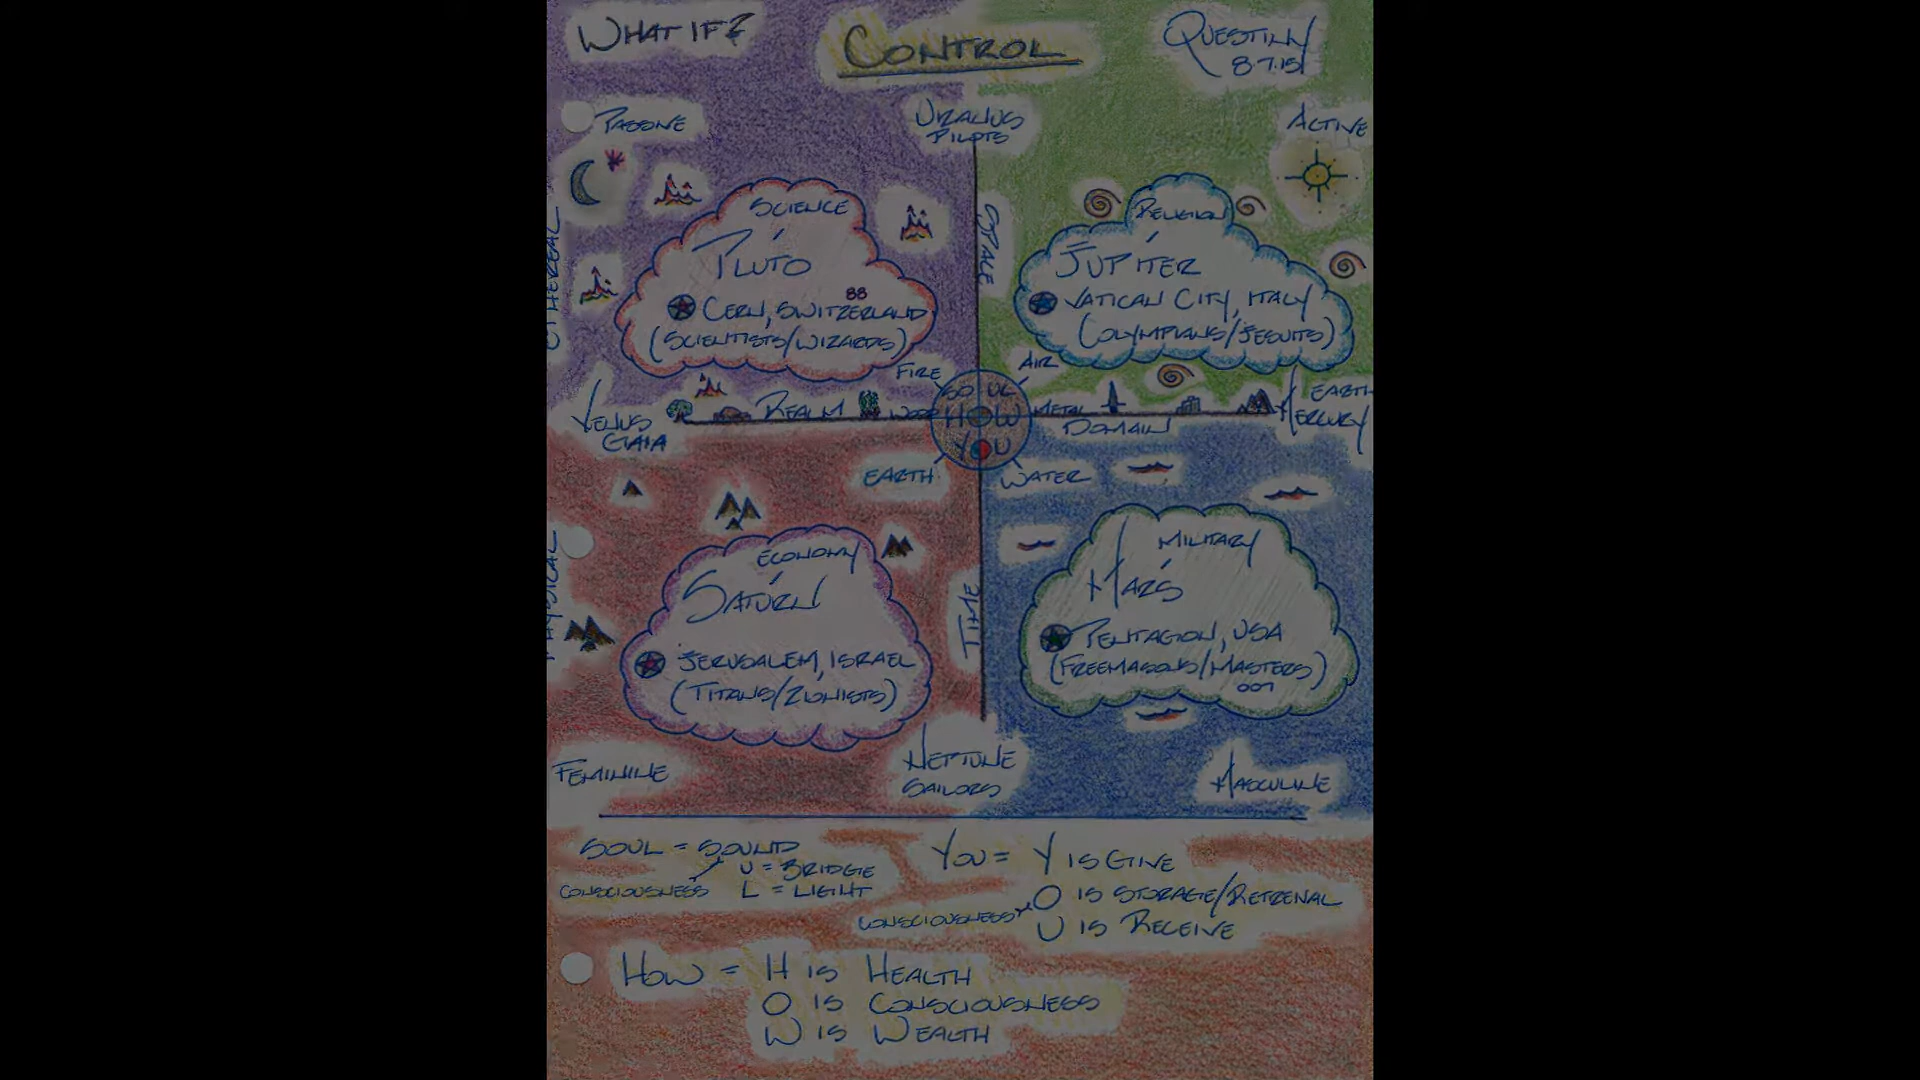 WHAT IF?
CONTROL
QUESTINY
8·7·15
PASSIVE
URANUS
PILOTS
ACTIVE
ETHEREAL
SCIENCE
PLUTO
88
CERN, SWITZERLAND
(SCIENTISTS/WIZARDS)
SPACE
RELIGION
JUPITER
VATICAN CITY, ITALY
(OLYMPIANS/JESUITS)
FIRE
AIR
SOUL
HOW
YOU
VENUS
GAIA
REALM
WOOD
METAL
DOMAIN
EARTH
MERCURY
EARTH
WATER
PHYSICAL
ECONOMY
SATURN
JERUSALEM, ISRAEL
(TITANS/ZIONISTS)
TIME
MILITARY
MARS
PENTAGON, USA
(FREEMASONS/MASTERS)
007
FEMININE
NEPTUNE
SAILORS
MASCULINE
SOUL = SOUND
U = BRIDGE
CONSCIOUSNESS L = LIGHT
YOU = Y IS GIVE
O IS STORAGE/RETREIVAL
CONSCIOUSNESS
U IS RECEIVE
HOW = H IS HEALTH
O IS CONSCIOUSNESS
W IS WEALTH